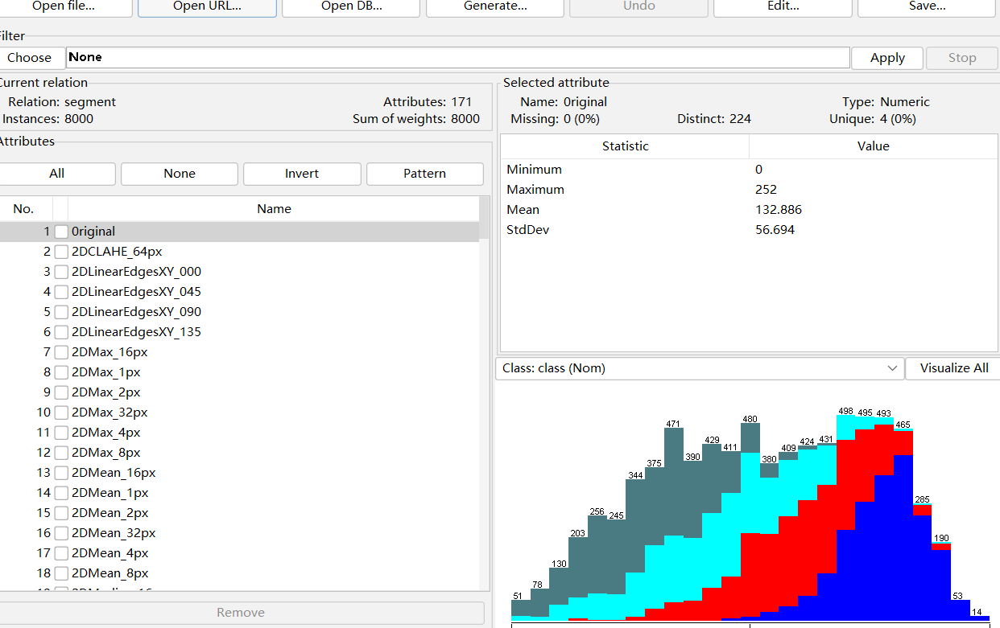 Open file...
Open URL...
Open DB...
Generate...
Undo
Edit...
Save...
Filter
Choose
None
Apply
Stop
Current relation
Relation: segment
Attributes: 171
Instances: 8000
Sum of weights: 8000
Attributes
All
None
Invert
Pattern
No.
Name
1 0riginal
2 2DCLAHE_64px
3 2DLinearEdgesXY_000
4 2DLinearEdgesXY_045
5 2DLinearEdgesXY_090
6 2DLinearEdgesXY_135
7 2DMax_16px
8 2DMax_1px
9 2DMax_2px
10 2DMax_32px
11 2DMax_4px
12 2DMax_8px
13 2DMean_16px
14 2DMean_1px
15 2DMean_2px
16 2DMean_32px
17 2DMean_4px
18 2DMean_8px
Remove
Selected attribute
Name: 0riginal
Type: Numeric
Missing: 0 (0%)
Distinct: 224
Unique: 4 (0%)
Statistic
Value
Minimum 0
Maximum 252
Mean 132.886
StdDev 56.694
Class: class (Nom)
Visualize All
51
78
130
203
256
245
344
375
471
390
429
411
480
380
409
424
431
498
495
493
465
285
190
53
14